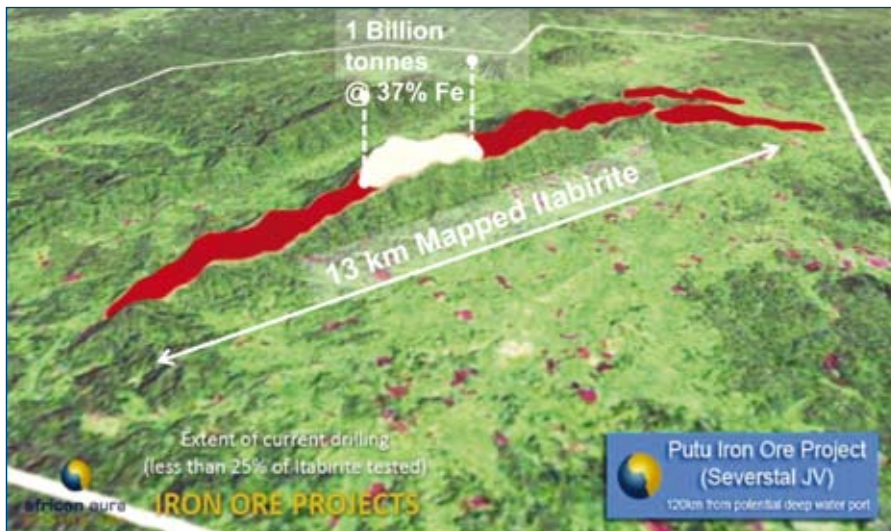 1 Billion
tonnes
@ 37% Fe
13 km Mapped Itabirite
Extent of current drilling
(less than 25% of Itabirite tested)
african aura
IRON ORE PROJECTS
Putu Iron Ore Project
(Severstal JV)
120km from potential deep water port